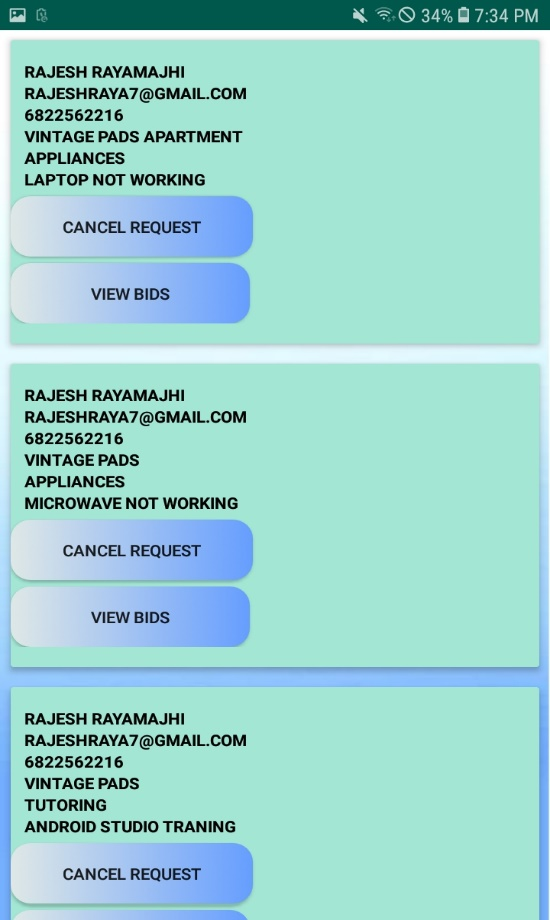 34% 7:34 PM
RAJESH RAYAMAJHI
RAJESHRAYA7@GMAIL.COM
6822562216
VINTAGE PADS APARTMENT
APPLIANCES
LAPTOP NOT WORKING
CANCEL REQUEST
VIEW BIDS
RAJESH RAYAMAJHI
RAJESHRAYA7@GMAIL.COM
6822562216
VINTAGE PADS
APPLIANCES
MICROWAVE NOT WORKING
CANCEL REQUEST
VIEW BIDS
RAJESH RAYAMAJHI
RAJESHRAYA7@GMAIL.COM
6822562216
VINTAGE PADS
TUTORING
ANDROID STUDIO TRANING
CANCEL REQUEST